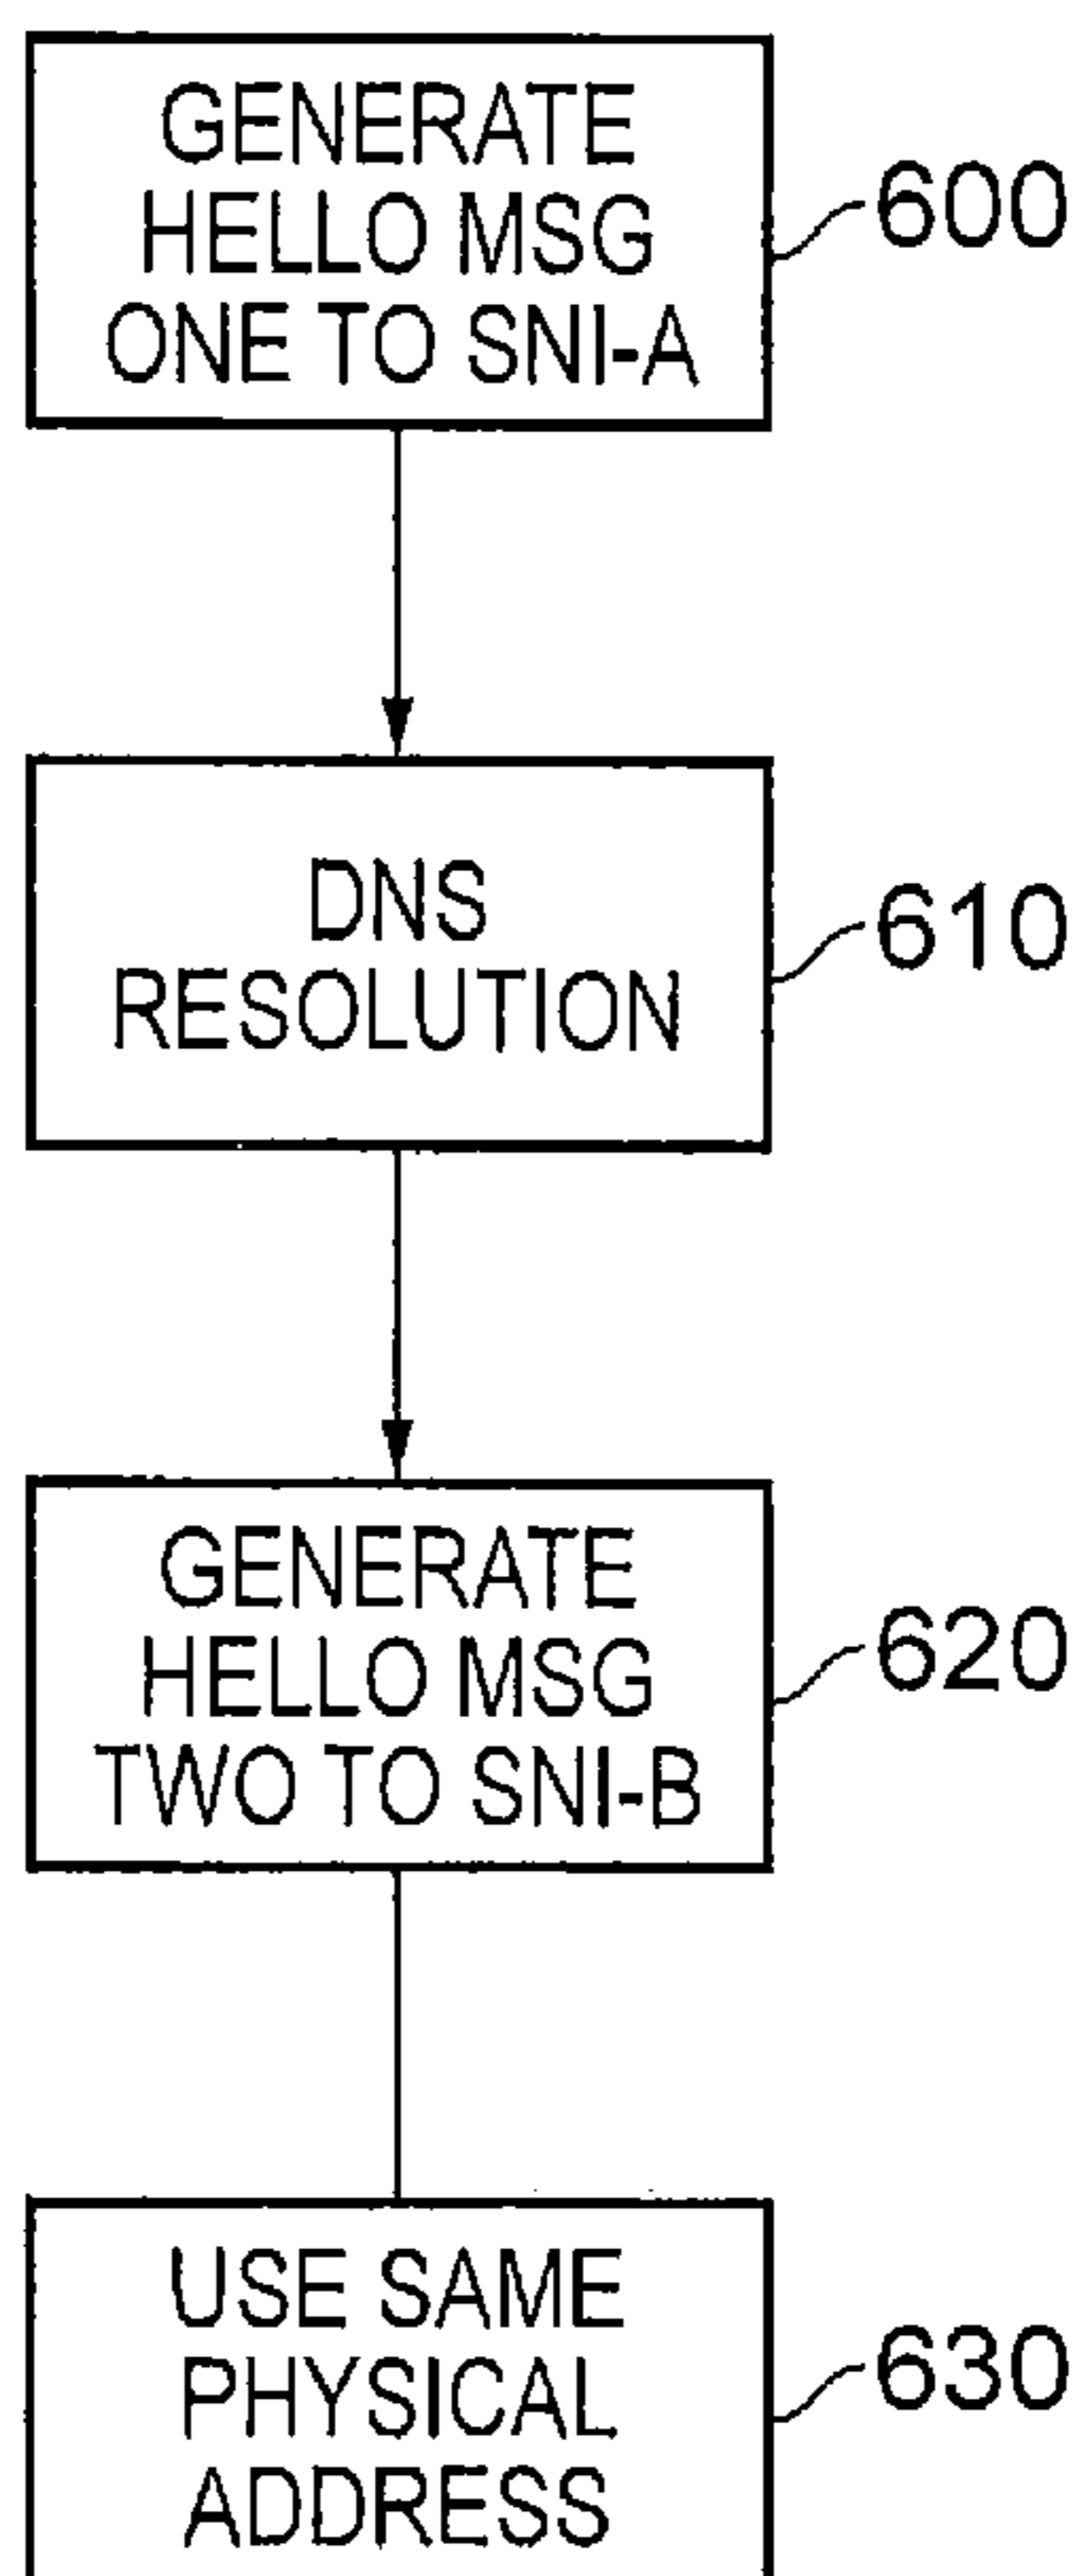 GENERATE
HELLO MSG
ONE TO SNI-A
600
DNS
RESOLUTION
610
GENERATE
HELLO MSG
TWO TO SNI-B
620
USE SAME
PHYSICAL
ADDRESS
630